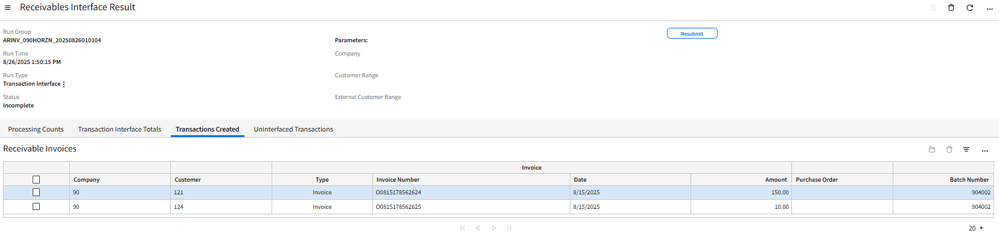 Receivables Interface Result
Run Group
ARINV_090HORZN_20250826010104
Parameters:
Resubmit
Run Time
8/26/2025 1:50:15 PM
Company
Run Type
Transaction Interface
Customer Range
Status
Incomplete
External Customer Range
Processing Counts Transaction Interface Totals Transactions Created Uninterfaced Transactions
Receivable Invoices
Invoice
Company Customer Type Invoice Number Date Amount Purchase Order Batch Number
90 121 Invoice O0815178562624 8/15/2025 150.00 904002
90 124 Invoice O0815178562625 8/15/2025 10.00 904002
20